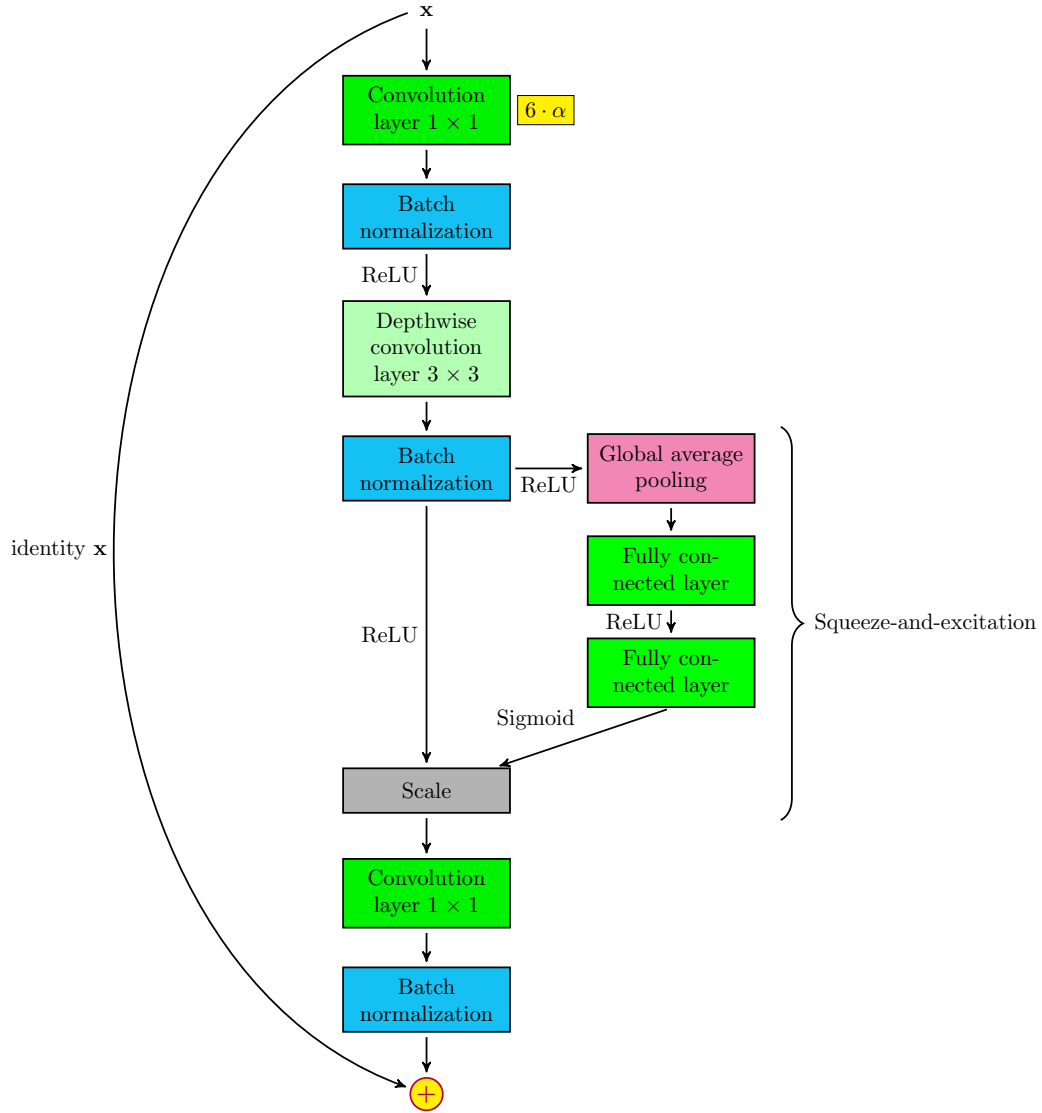 x
Convolution
layer 1 × 1
6 · α
Batch
normalization
ReLU
Depthwise
convolution
layer 3 × 3
Batch
normalization
ReLU
Global average
pooling
identity x
ReLU
Fully con-
nected layer
ReLU
Fully con-
nected layer
Squeeze-and-excitation
Sigmoid
Scale
Convolution
layer 1 × 1
Batch
normalization
+